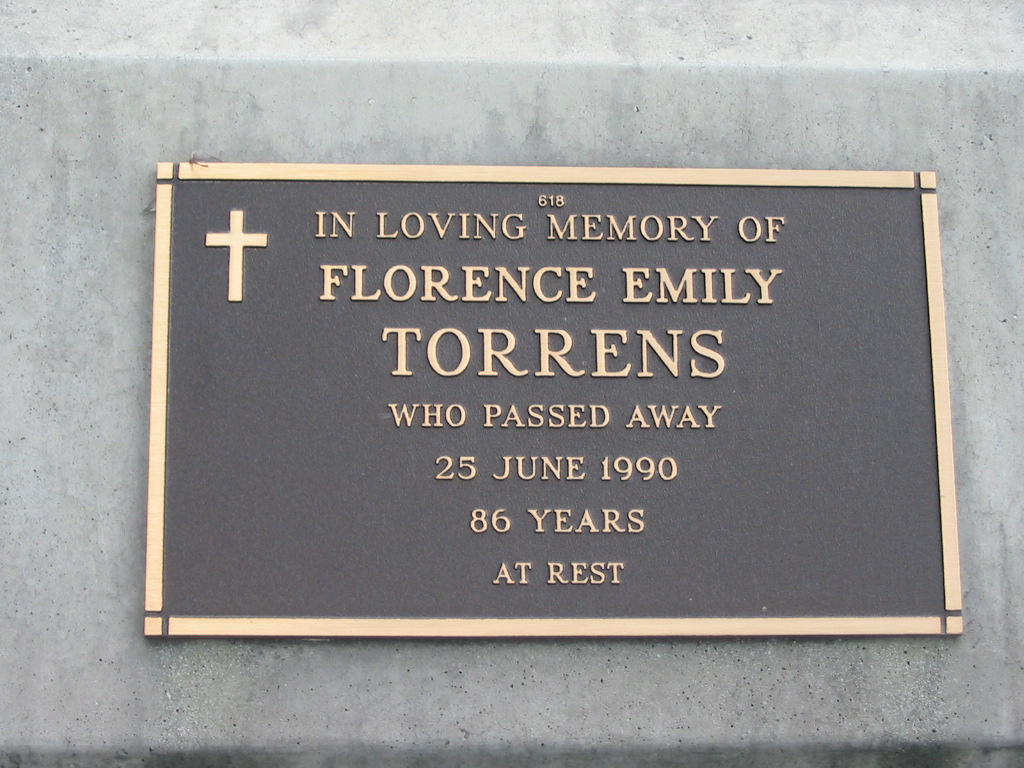 618
IN LOVING MEMORY OF
FLORENCE EMILY
TORRENS
WHO PASSED AWAY
25 JUNE 1990
86 YEARS
AT REST